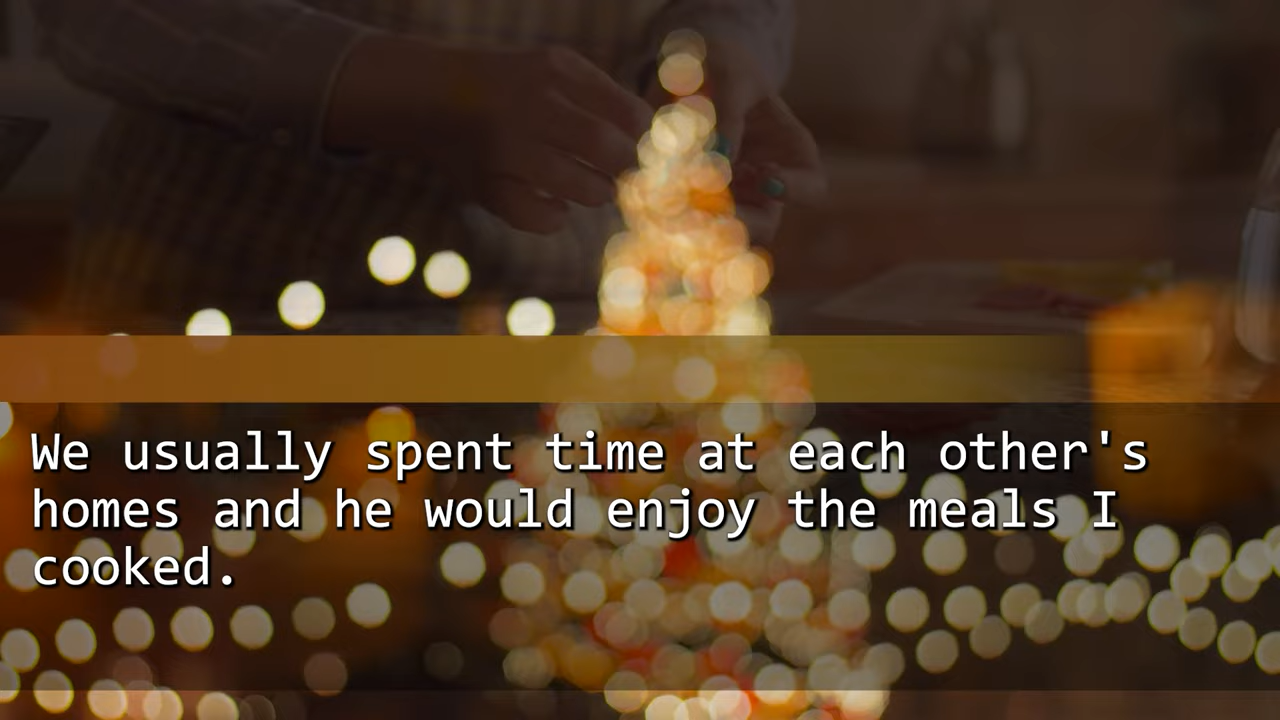 We usually spent time at each other's
homes and he would enjoy the meals I
cooked.